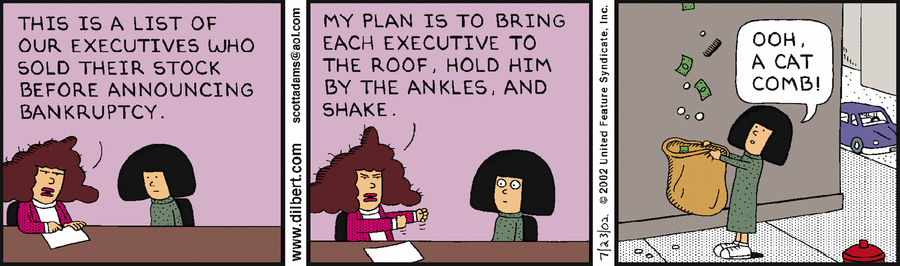 THIS IS A LIST OF
OUR EXECUTIVES WHO
SOLD THEIR STOCK
BEFORE ANNOUNCING
BANKRUPTCY.
www.dilbert.com
scottadams@aol.com
MY PLAN IS TO BRING
EACH EXECUTIVE TO
THE ROOF, HOLD HIM
BY THE ANKLES, AND
SHAKE.
7/23/02 © 2002 United Feature Syndicate, Inc.
OOH,
A CAT
COMB!